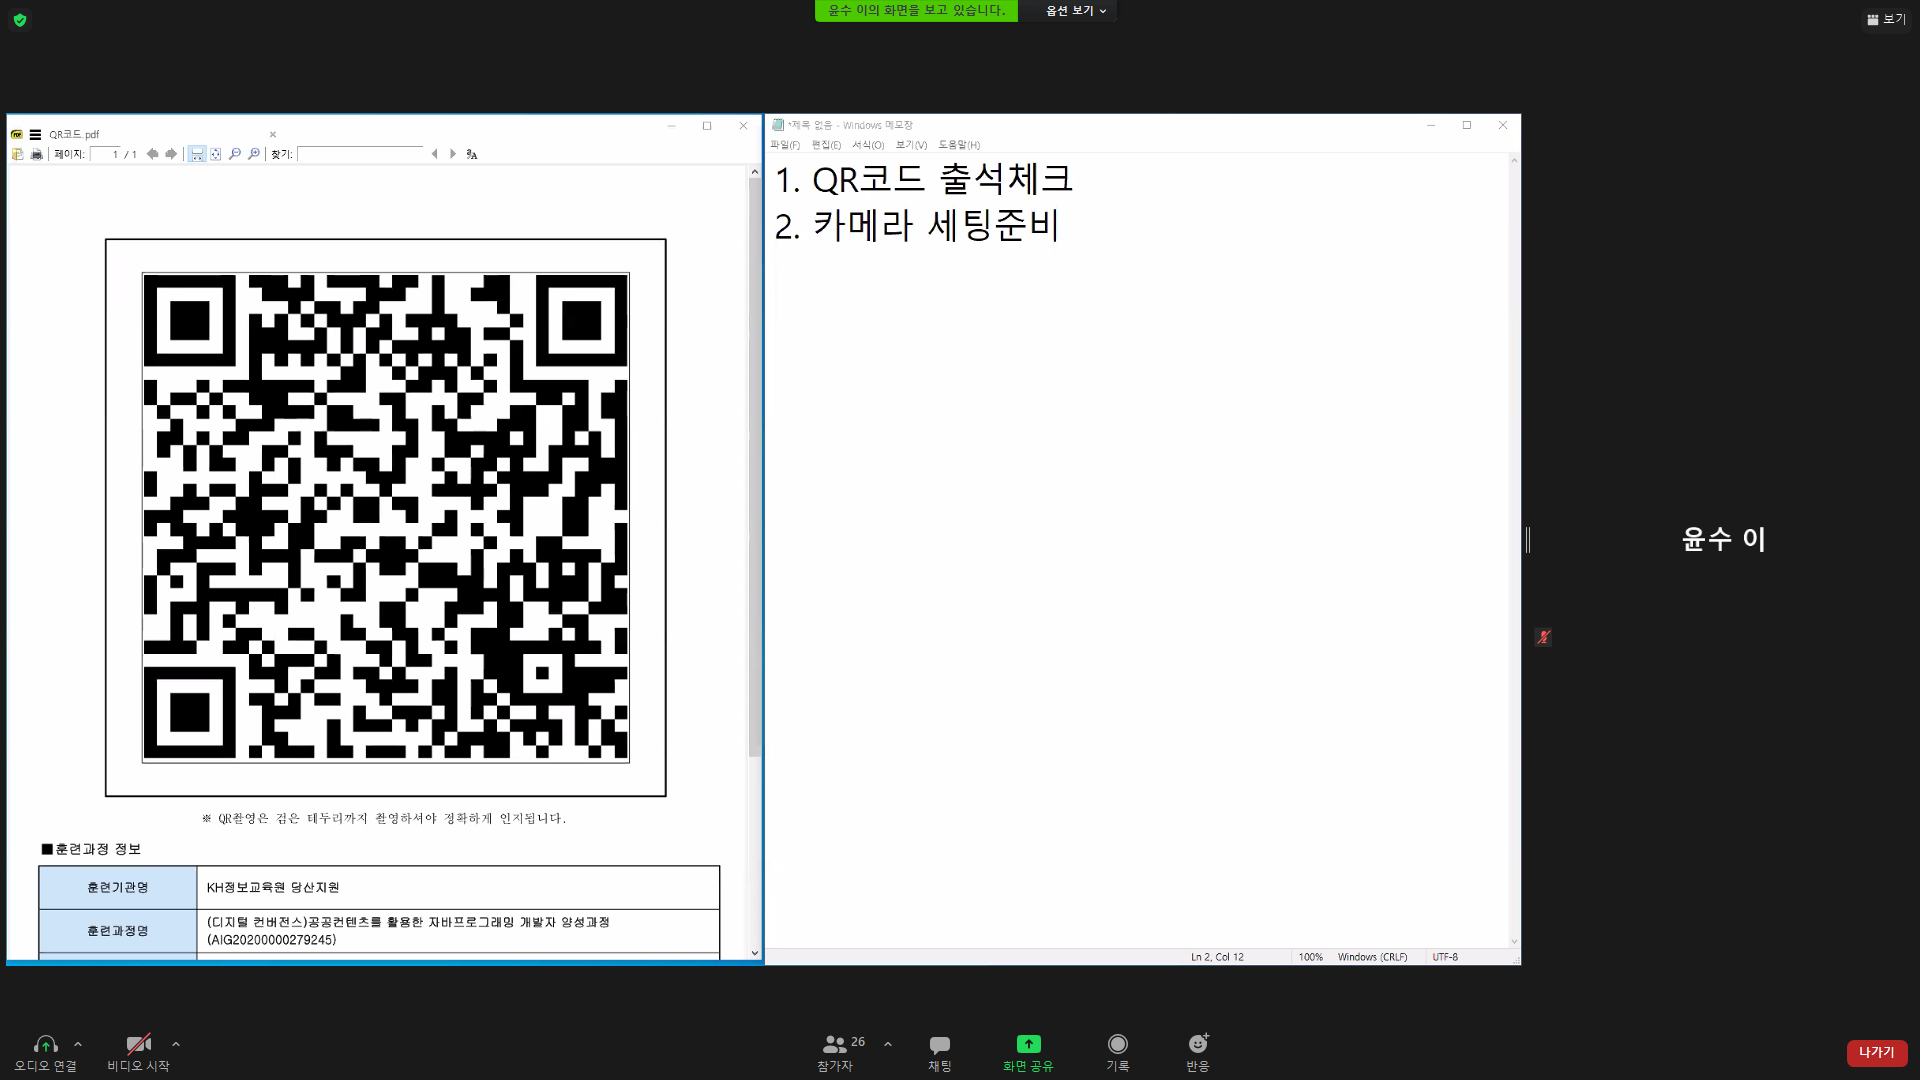 윤수 이의 화면을 보고 있습니다.
옵션 보기
보기
QR코드.pdf
페이지: 1 / 1 찾기:
※ QR촬영은 검은 테두리까지 촬영하셔야 정확하게 인지됩니다.
■훈련과정 정보
훈련기관명 KH정보교육원 당산지원
훈련과정명 (디지털 컨버전스)공공컨텐츠를 활용한 자바프로그래밍 개발자 양성과정
(AIG20200000279245)
*제목 없음 - Windows 메모장
파일(F) 편집(E) 서식(O) 보기(V) 도움말(H)
1. QR코드 출석체크
2. 카메라 세팅준비
Ln 2, Col 12 100% Windows (CRLF) UTF-8
윤수 이
오디오 연결
비디오 시작
참가자 26
채팅
화면 공유
기록
반응
나가기